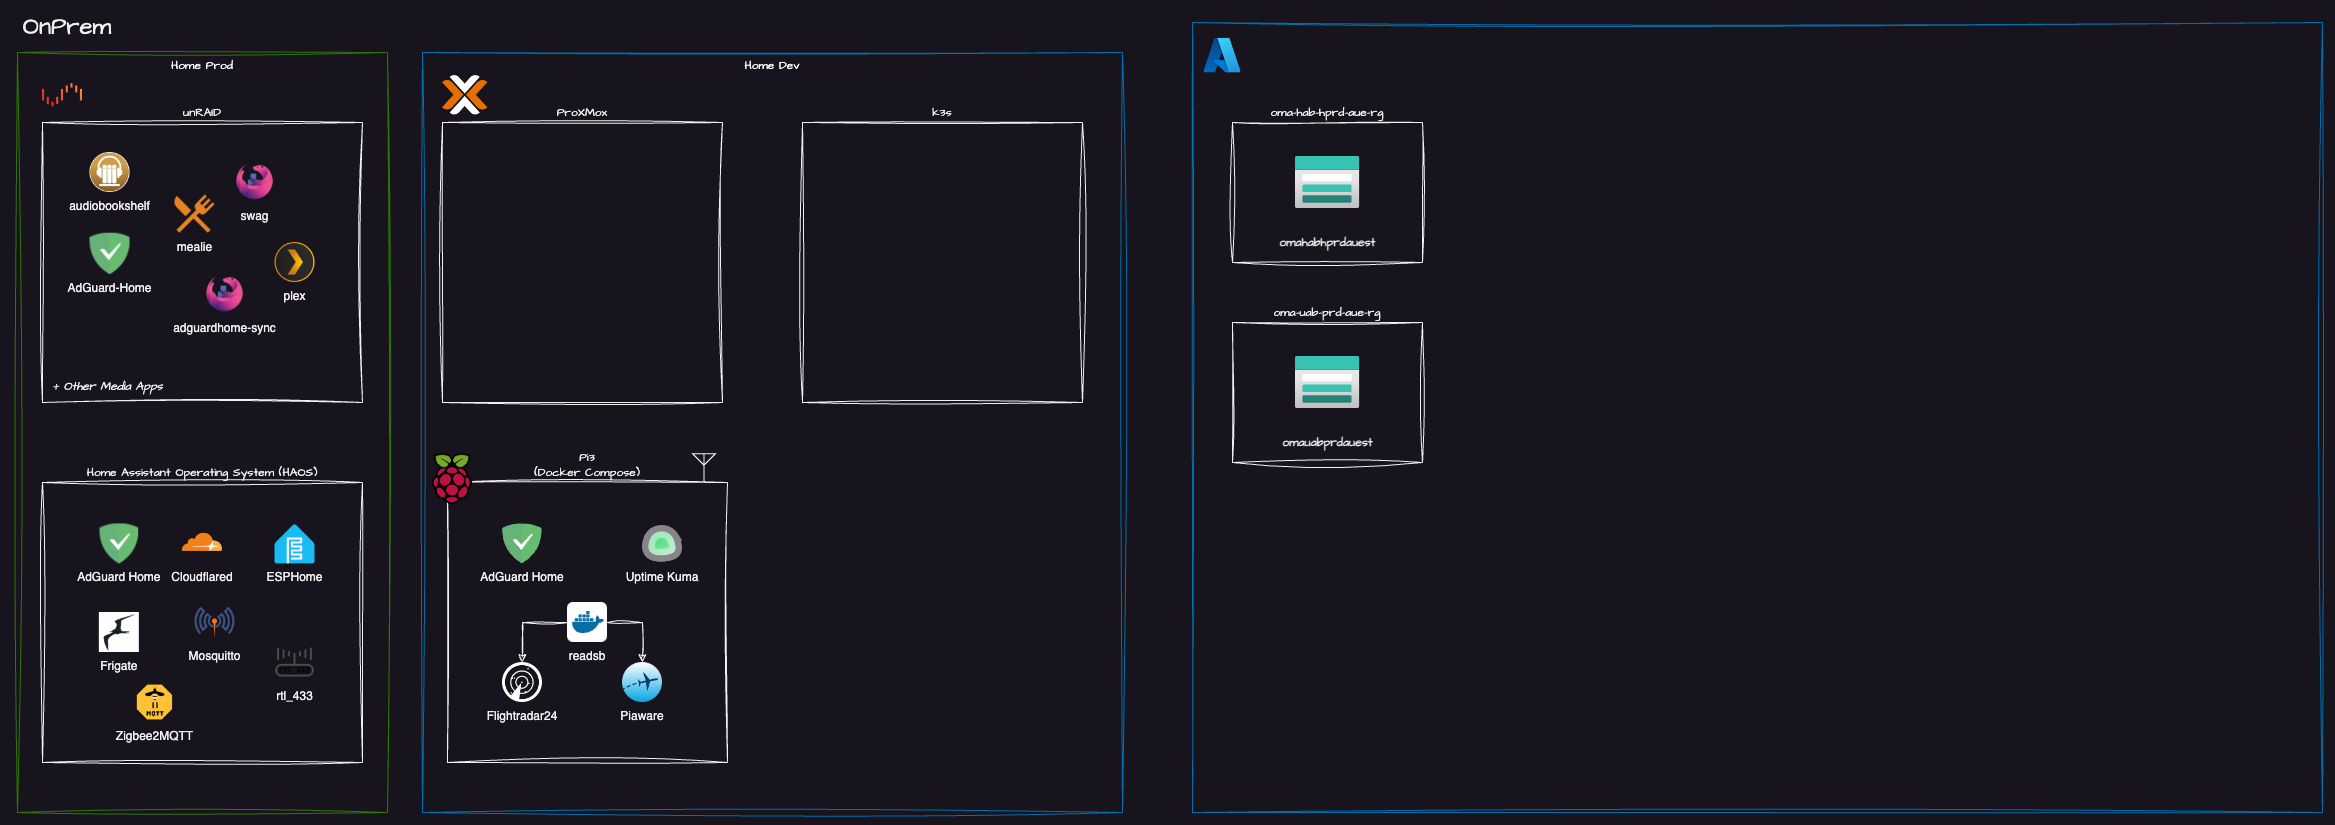 OnPrem
Home Prod
unRAID
audiobookshelf
swag
mealie
AdGuard-Home
plex
adguardhome-sync
+ Other Media Apps
Home Assistant Operating System (HAOS)
AdGuard Home
Cloudflared
ESPHome
Frigate
Mosquitto
rtl_433
rtl_433
MQTT
Zigbee2MQTT
Home Dev
ProXMox
k3s
Pi3
(Docker Compose)
AdGuard Home
Uptime Kuma
readsb
Flightradar24
Piaware
oma-hab-hprd-aue-rg
omahabhprdauest
oma-uab-prd-aue-rg
omauabprdauest